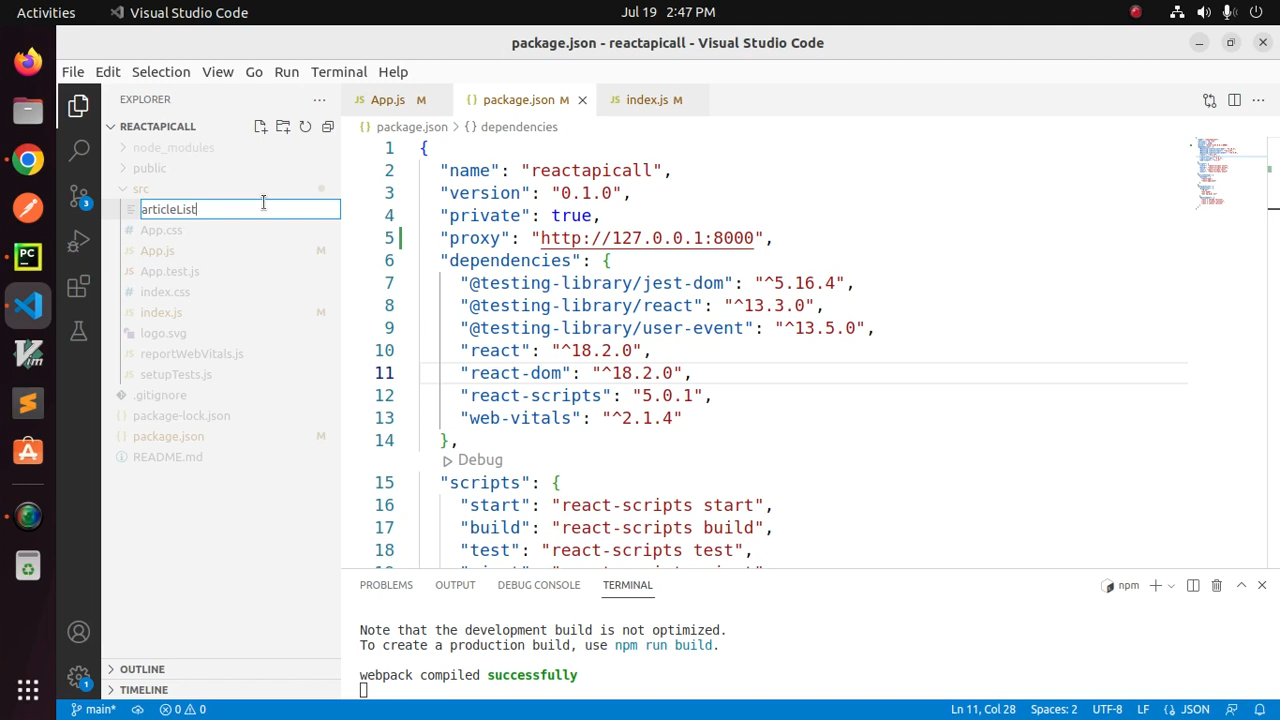 Activities
Visual Studio Code
Jul 19 2:47 PM
package.json - reactapicall - Visual Studio Code
File Edit Selection View Go Run Terminal Help
EXPLORER
App.js M
package.json M
index.js M
REACTAPICALL
package.json > {} dependencies
node_modules
public
src
articleList
App.css
App.js M
App.test.js
index.css
index.js M
logo.svg
reportWebVitals.js
setupTests.js
.gitignore
package-lock.json
package.json M
README.md
OUTLINE
TIMELINE
1 {
2 "name": "reactapicall",
3 "version": "0.1.0",
4 "private": true,
5 "proxy": "http://127.0.0.1:8000",
6 "dependencies": {
7 "@testing-library/jest-dom": "^5.16.4",
8 "@testing-library/react": "^13.3.0",
9 "@testing-library/user-event": "^13.5.0",
10 "react": "^18.2.0",
11 "react-dom": "^18.2.0",
12 "react-scripts": "5.0.1",
13 "web-vitals": "^2.1.4"
14 },
Debug
15 "scripts": {
16 "start": "react-scripts start",
17 "build": "react-scripts build",
18 "test": "react-scripts test",
PROBLEMS OUTPUT DEBUG CONSOLE TERMINAL
npm
Note that the development build is not optimized.
To create a production build, use npm run build.
webpack compiled successfully
main* 0 0
Ln 11, Col 28 Spaces: 2 UTF-8 LF {} JSON
3
1
PC